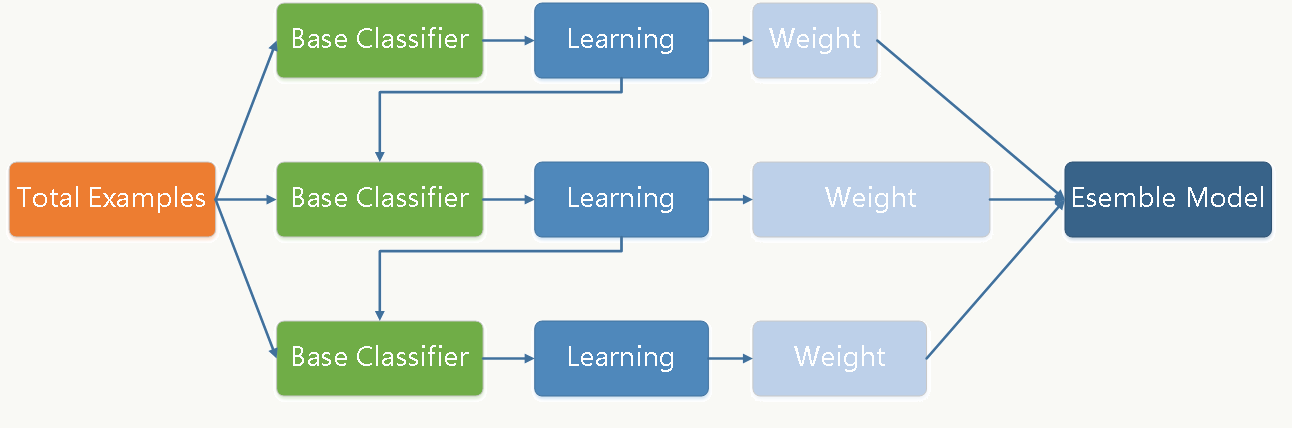 Base Classifier
Learning
Weight
Total Examples
Base Classifier
Learning
Weight
Esemble Model
Base Classifier
Learning
Weight